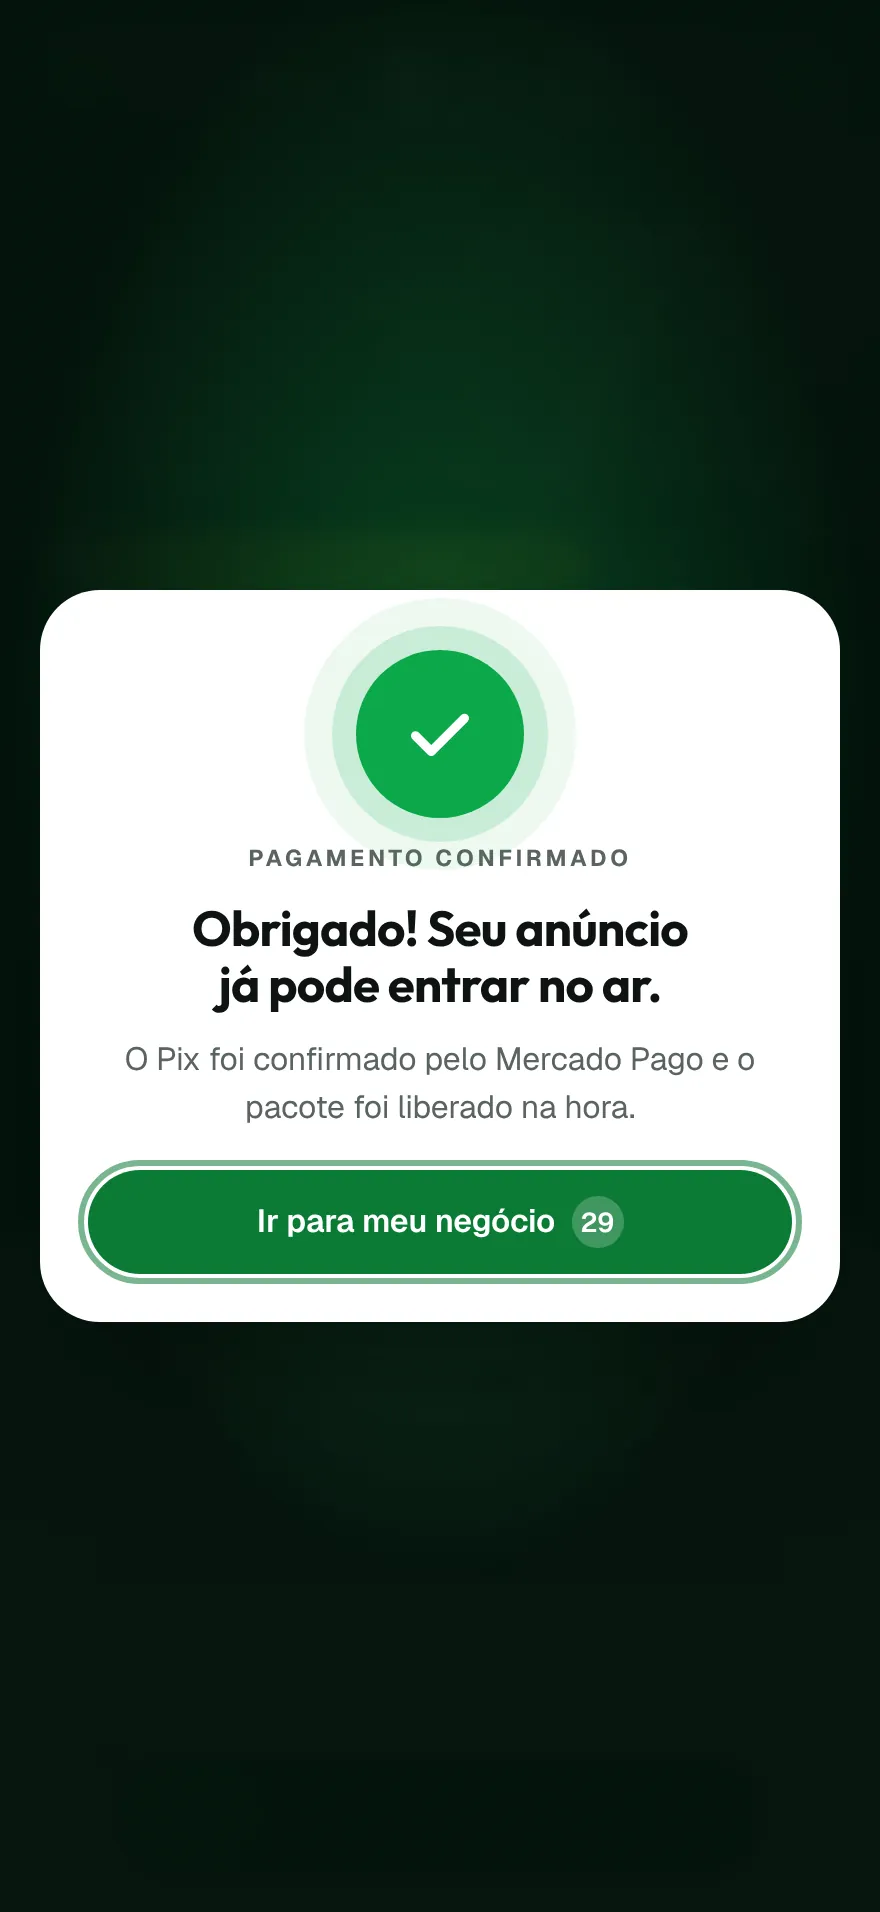 PAGAMENTO CONFIRMADO
Obrigado! Seu anúncio
já pode entrar no ar.
O Pix foi confirmado pelo Mercado Pago e o
pacote foi liberado na hora.
Ir para meu negócio 29